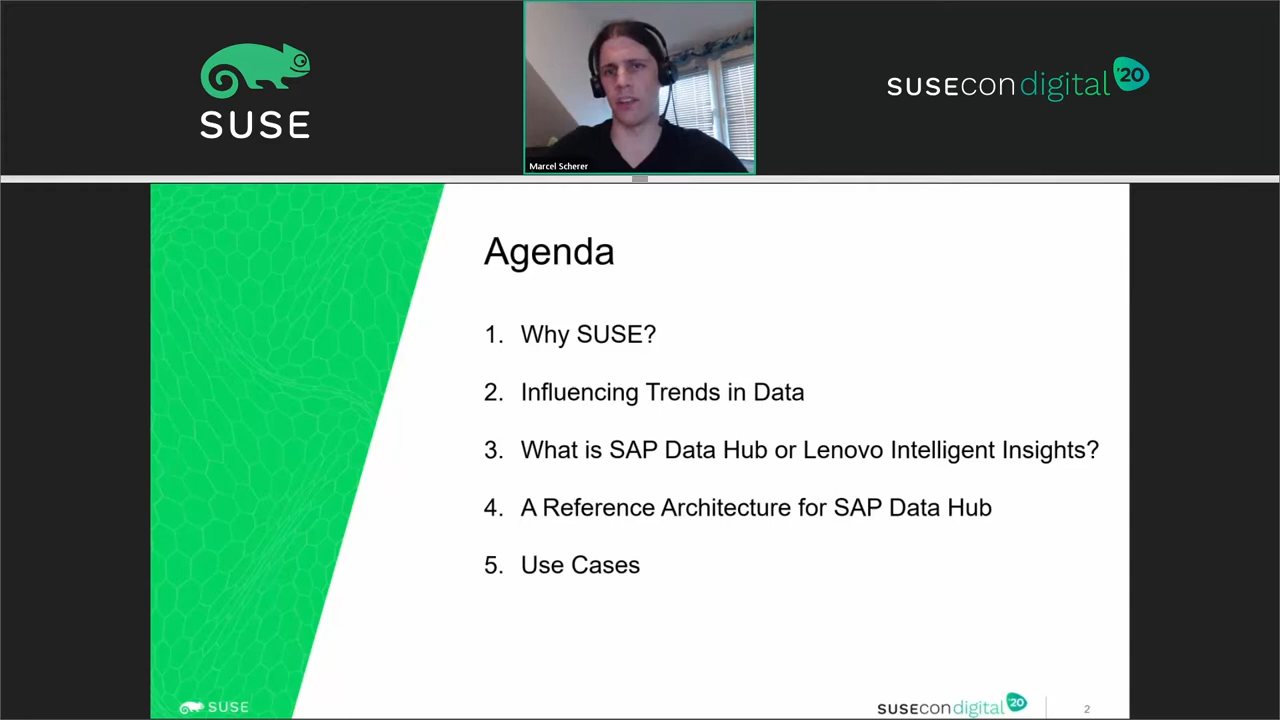 SUSE
SUSEcon digital '20
Marcel Scherer
Agenda
1. Why SUSE?
2. Influencing Trends in Data
3. What is SAP Data Hub or Lenovo Intelligent Insights?
4. A Reference Architecture for SAP Data Hub
5. Use Cases
SUSE
SUSEcon digital '20
2